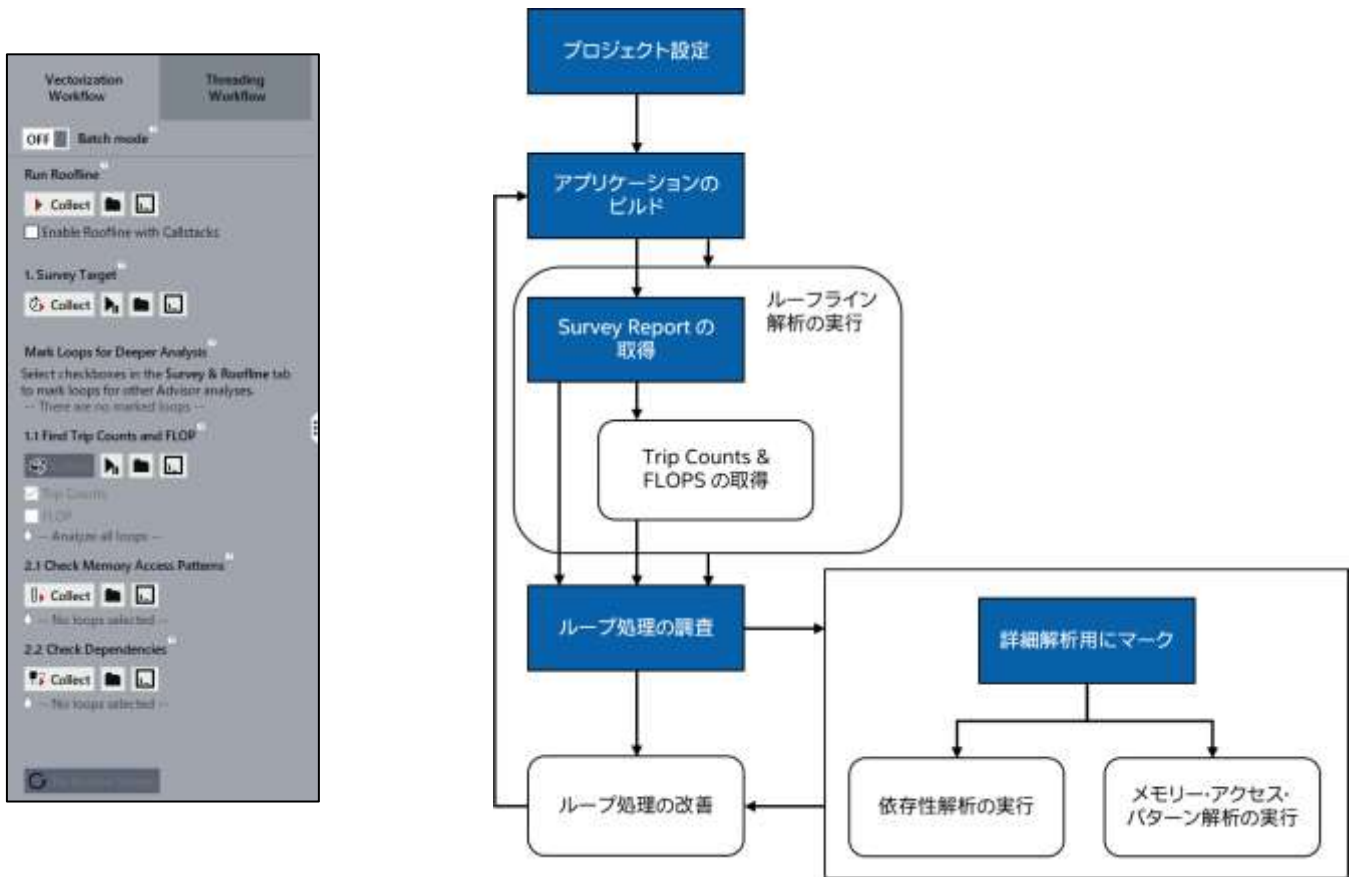 Vectorization
Workflow
Threading
Workflow
OFF
Batch mode
Run Roofline
Collect
Enable Roofline with Callstacks
1. Survey Target
Collect
Mark Loops for Deeper Analysis
Select checkboxes in the Survey & Roofline tab
to mark loops for other Advisor analyses.
-- There are no marked loops --
1.1 Find Trip Counts and FLOP
Trip Counts
FLOP
-- Analyze all loops --
2.1 Check Memory Access Patterns
Collect
-- No loops selected --
2.2 Check Dependencies
Collect
-- No loops selected --
プロジェクト設定
アプリケーションの
ビルド
ルーフライン
解析の実行
Survey Report の
取得
Trip Counts &
FLOPS の取得
ループ処理の調査
詳細解析用にマーク
ループ処理の改善
依存性解析の実行
メモリー・アクセス・
パターン解析の実行